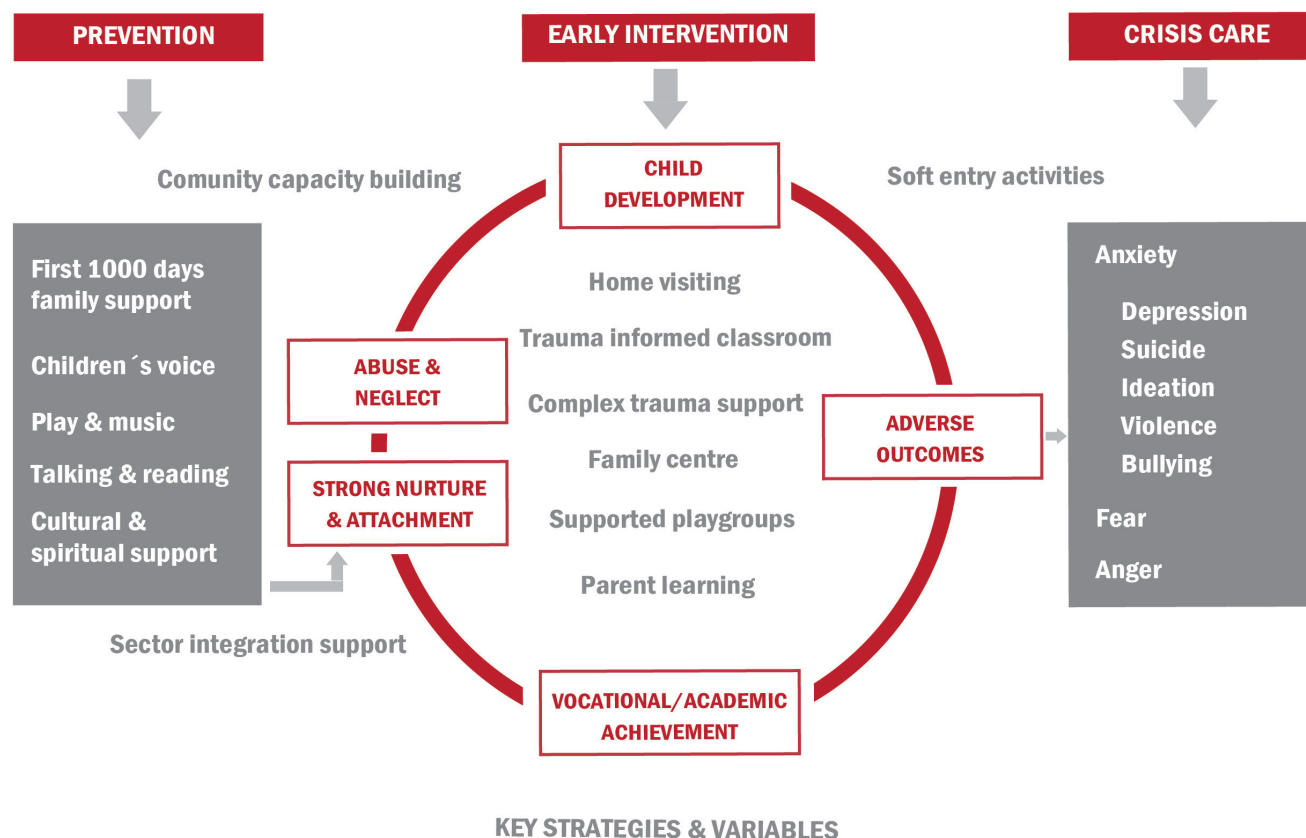 PREVENTION
EARLY INTERVENTION
CRISIS CARE
Comunity capacity building
CHILD
DEVELOPMENT
Soft entry activities
First 1000 days
family support
Children ´s voice
Play & music
Talking & reading
Cultural &
spiritual support
ABUSE &
NEGLECT
STRONG NURTURE
& ATTACHMENT
Home visiting
Trauma informed classroom
Complex trauma support
Family centre
Supported playgroups
Parent learning
ADVERSE
OUTCOMES
Anxiety
Depression
Suicide
Ideation
Violence
Bullying
Fear
Anger
Sector integration support
VOCATIONAL/ACADEMIC
ACHIEVEMENT
KEY STRATEGIES & VARIABLES